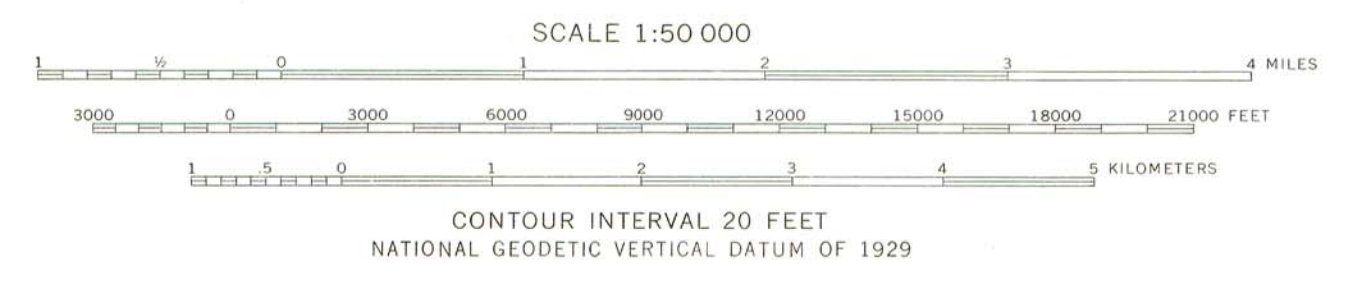 SCALE 1:50 000
1 ½ 0 1 2 3 4 MILES
3000 0 3000 6000 9000 12000 15000 18000 21000 FEET
1 .5 0 1 2 3 4 5 KILOMETERS
CONTOUR INTERVAL 20 FEET
NATIONAL GEODETIC VERTICAL DATUM OF 1929